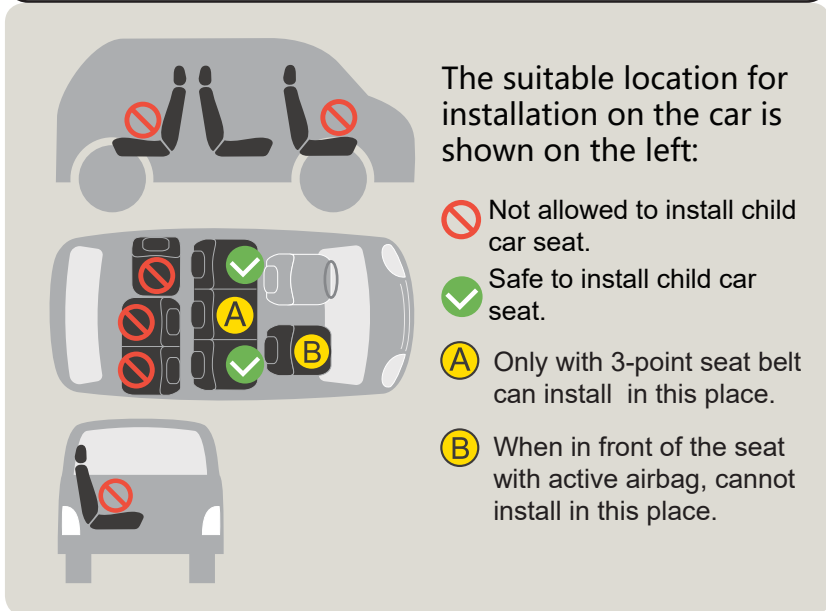 The suitable location for
installation on the car is
shown on the left:
Not allowed to install child
car seat.
Safe to install child car
seat.
A
Only with 3-point seat belt
can install in this place.
B
When in front of the seat
with active airbag, cannot
install in this place.
A
B